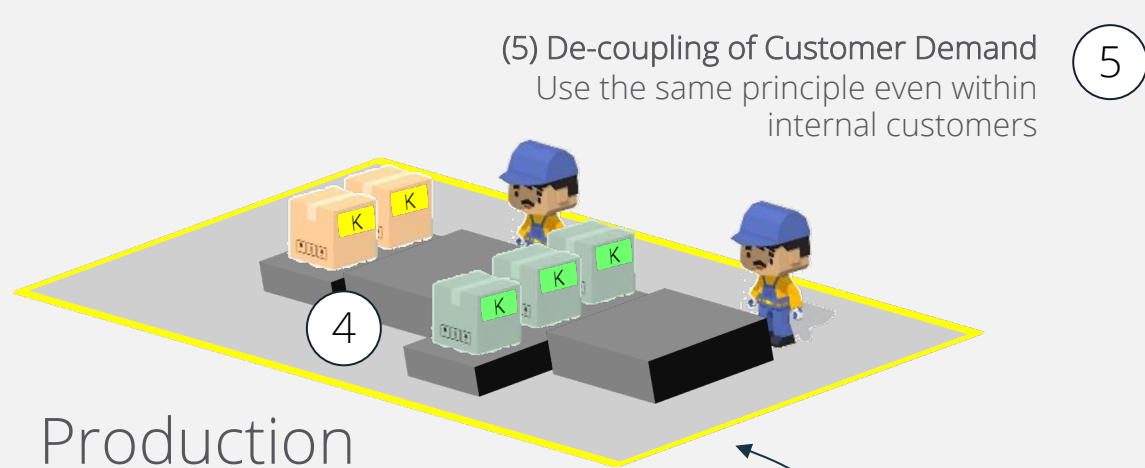 (5) De-coupling of Customer Demand
5
Use the same principle even within
internal customers
K
K
K
K
K
4
Production